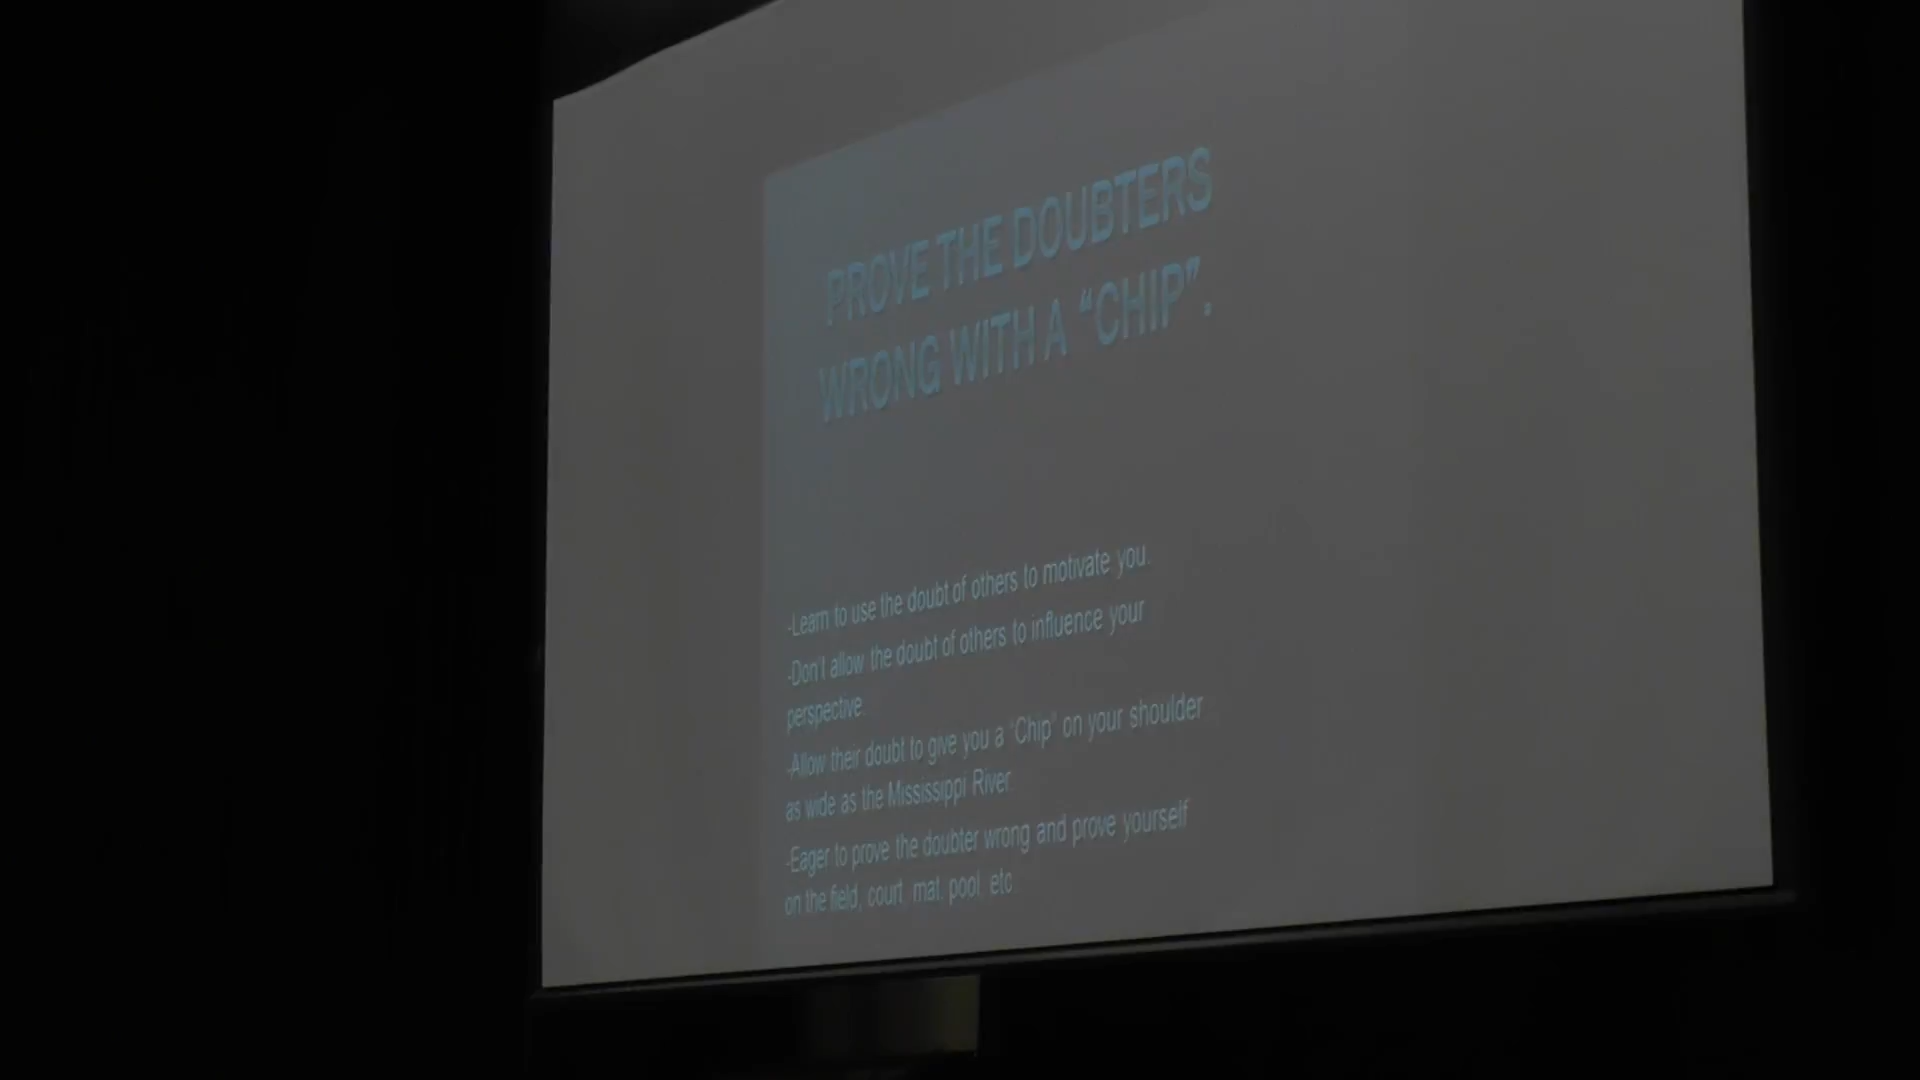 PROVE THE DOUBTERS
WRONG WITH A “CHIP”.
-Learn to use the doubt of others to motivate you.
-Don't allow the doubt of others to influence your
perspective.
-Allow their doubt to give you a “Chip” on your shoulder
as wide as the Mississippi River.
-Eager to prove the doubter wrong and prove yourself
on the field, court, mat, pool, etc